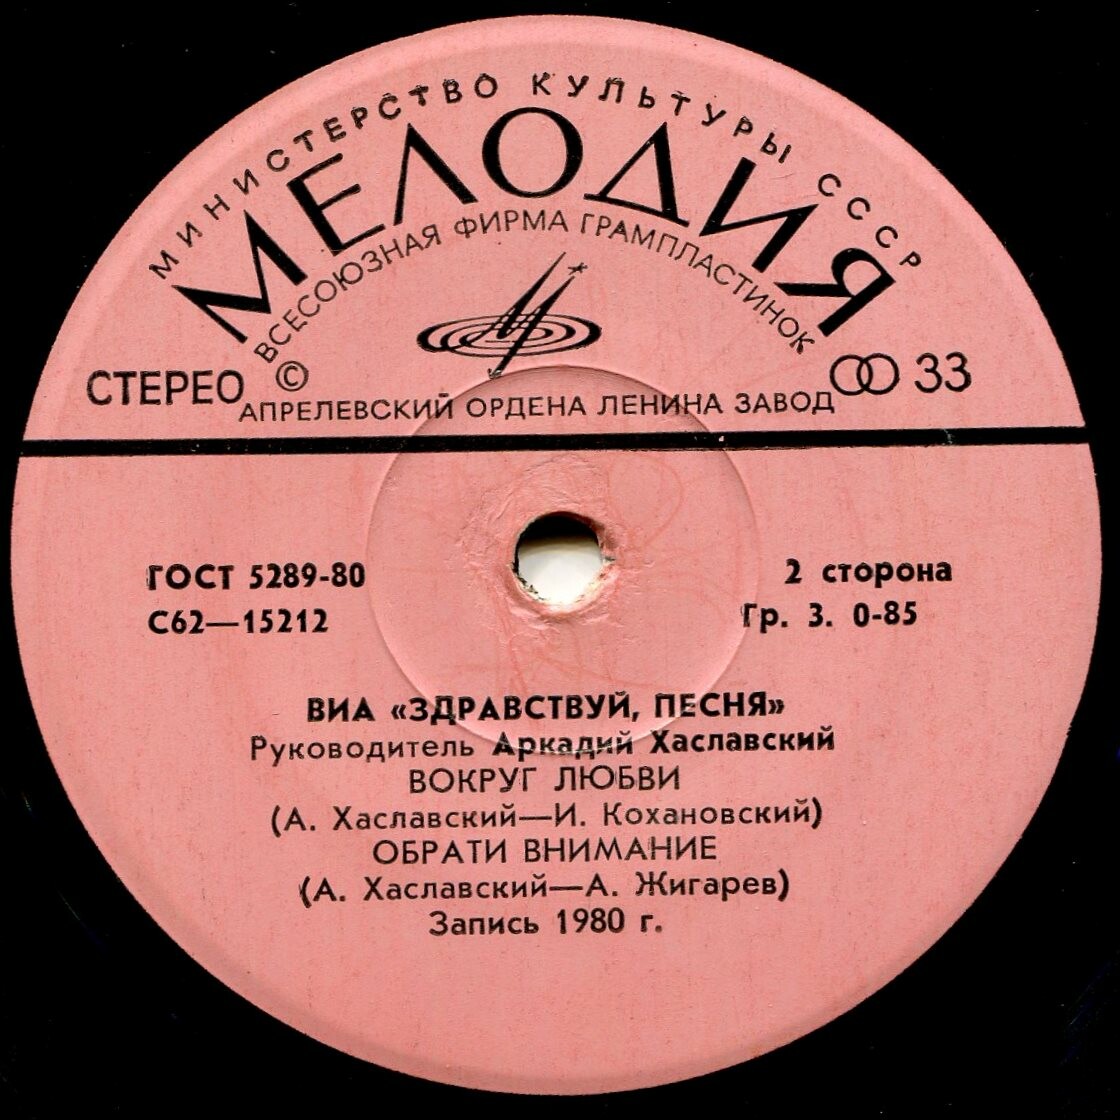 МИНИСТЕРСТВО КУЛЬТУРЫ СССР
МЕЛОДИЯ
ВСЕСОЮЗНАЯ ФИРМА ГРАМПЛАСТИНОК
СТЕРЕО © 33
АПРЕЛЕВСКИЙ ОРДЕНА ЛЕНИНА ЗАВОД
ГОСТ 5289-80 2 сторона
С62—15212 Гр. 3. 0-85
ВИА «ЗДРАВСТВУЙ, ПЕСНЯ»
Руководитель Аркадий Хаславский
ВОКРУГ ЛЮБВИ
(А. Хаславский—И. Кохановский)
ОБРАТИ ВНИМАНИЕ
(А. Хаславский—А. Жигарев)
Запись 1980 г.